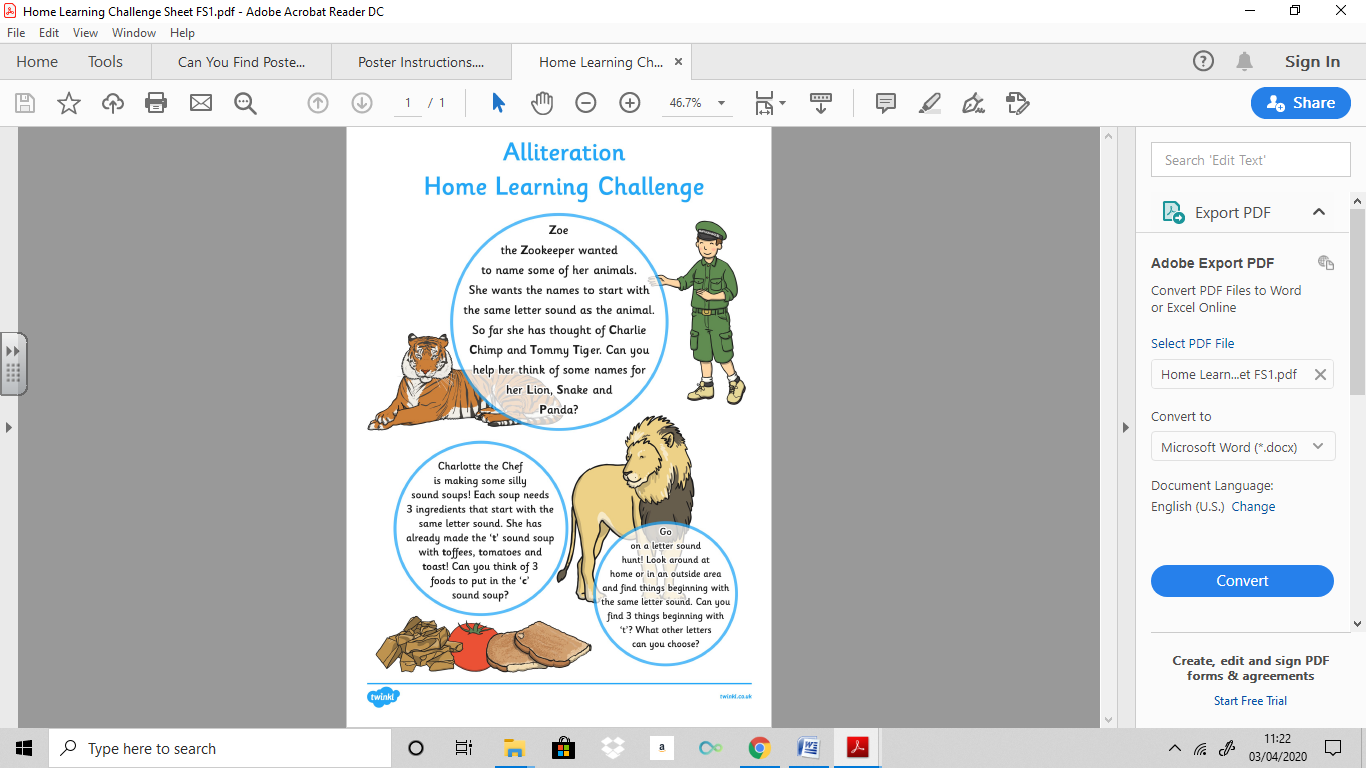 Home Learning Challenge Sheet FS1.pdf - Adobe Acrobat Reader DC
File Edit View Window Help
Home Tools Can You Find Poste... Poster Instructions.... Home Learning Ch... Sign In
1 / 1 46.7% Share
Alliteration
Home Learning Challenge
Zoe
the Zookeeper wanted
to name some of her animals.
She wants the names to start with
the same letter sound as the animal.
So far she has thought of Charlie
Chimp and Tommy Tiger. Can you
help her think of some names for
her Lion, Snake and
Panda?
Charlotte the Chef
is making some silly
sound soups! Each soup needs
3 ingredients that start with the
same letter sound. She has
already made the 't' sound soup
with toffees, tomatoes and
toast! Can you think of 3
foods to put in the 'c'
sound soup?
Go
on a letter sound
hunt! Look around at
home or in an outside area
and find things beginning with
the same letter sound. Can you
find 3 things beginning with
't'? What other letters
can you choose?
twinkl
twinkl.co.uk
Search 'Edit Text'
Export PDF
Adobe Export PDF
Convert PDF Files to Word
or Excel Online
Select PDF File
Home Learn...et FS1.pdf
Convert to
Microsoft Word (*.docx)
Document Language:
English (U.S.) Change
Convert
Create, edit and sign PDF
forms & agreements
Start Free Trial
Type here to search
a
11:22
03/04/2020